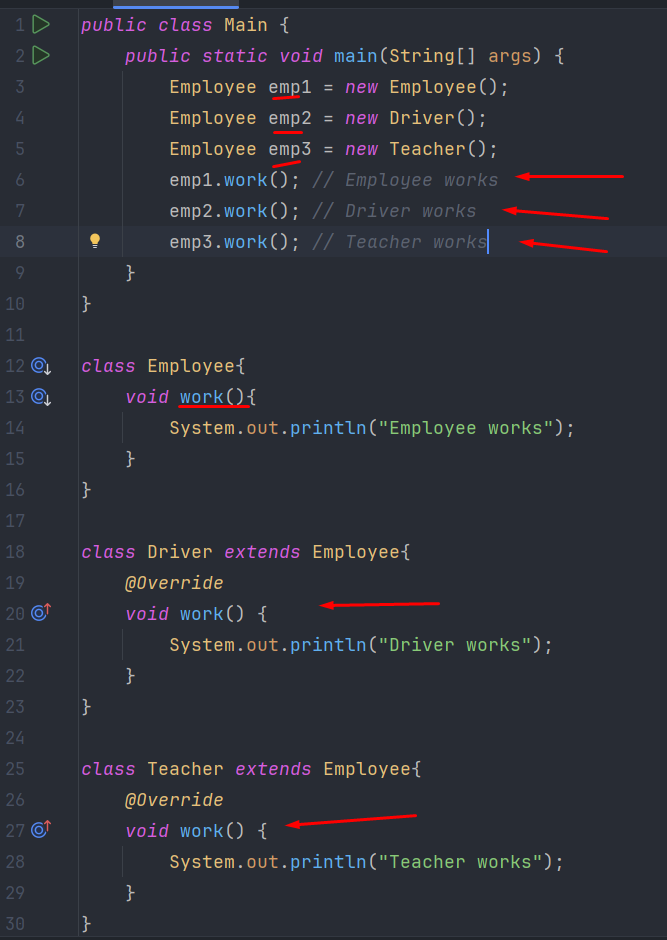 1 public class Main {
2 public static void main(String[] args) {
3 Employee emp1 = new Employee();
4 Employee emp2 = new Driver();
5 Employee emp3 = new Teacher();
6 emp1.work(); // Employee works
7 emp2.work(); // Driver works
8 emp3.work(); // Teacher works
9 }
10 }
11
12 class Employee{
13 void work(){
14 System.out.println("Employee works");
15 }
16 }
17
18 class Driver extends Employee{
19 @Override
20 void work() {
21 System.out.println("Driver works");
22 }
23 }
24
25 class Teacher extends Employee{
26 @Override
27 void work() {
28 System.out.println("Teacher works");
29 }
30 }